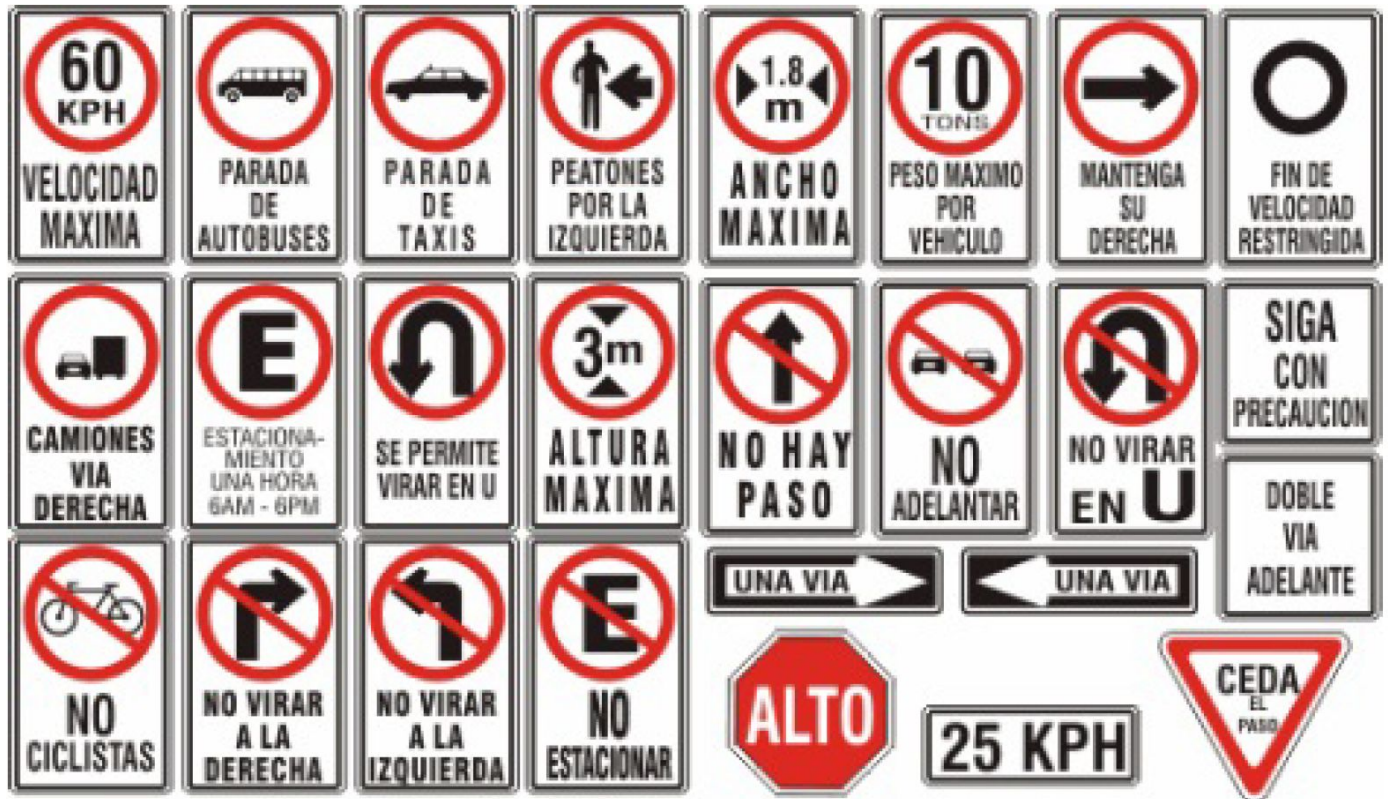 60
KPH
VELOCIDAD
MAXIMA
PARADA
DE
AUTOBUSES
PARADA
DE
TAXIS
PEATONES
POR LA
IZQUIERDA
1.8
m
ANCHO
MAXIMA
10
TONS.
PESO MAXIMO
POR
VEHICULO
MANTENGA
SU
DERECHA
FIN DE
VELOCIDAD
RESTRINGIDA
CAMIONES
VIA
DERECHA
E
ESTACIONA-
MIENTO
UNA HORA
6AM - 6PM
SE PERMITE
VIRAR EN U
3m
ALTURA
MAXIMA
NO HAY
PASO
NO
ADELANTAR
NO VIRAR
EN U
SIGA
CON
PRECAUCION
DOBLE
VIA
ADELANTE
NO
CICLISTAS
NO VIRAR
A LA
DERECHA
NO VIRAR
A LA
IZQUIERDA
E
NO
ESTACIONAR
UNA VIA
UNA VIA
ALTO
25 KPH
CEDA
EL
PASO